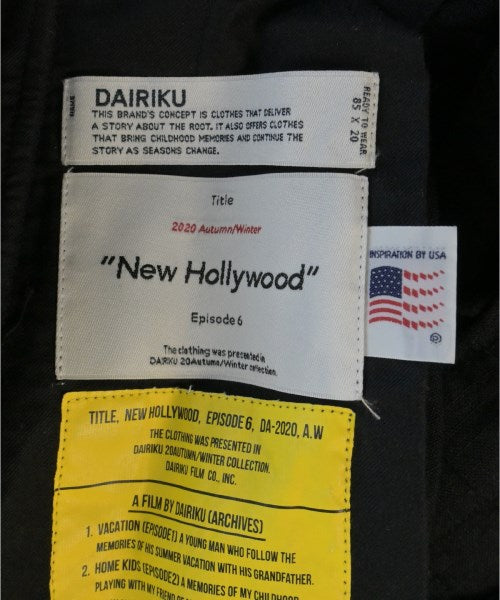 NAME
DAIRIKU
THIS BRAND'S CONCEPT IS CLOTHES THAT DELIVER
A STORY ABOUT THE ROOT. IT ALSO OFFERS CLOTHES
THAT BRING CHILDHOOD MEMORIES AND CONTINUE THE
STORY AS SEASONS CHANGE.
READY TO WEAR
85 X 20
Title
2020 Autumn/Winter
"New Hollywood"
Episode 6
The clothing was presented in
DAIRIKU 20Autumn/Winter collection.
INSPIRATION BY USA
TITLE, NEW HOLLYWOOD, EPISODE 6, DA-2020, A.W
THE CLOTHING WAS PRESENTED IN
DAIRIKU 20AUTUMN/WINTER COLLECTION.
DAIRIKU FILM CO., INC.
A FILM BY DAIRIKU (ARCHIVES)
1. VACATION (EPISODE1) A YOUNG MAN WHO FOLLOW THE
MEMORIES OF HIS SUMMER VACATION WITH HIS GRANDFATHER.
2. HOME KIDS (EPISODE2) A MEMORIES OF MY CHILDHOOD
PLAYING WITH MY FRIEND